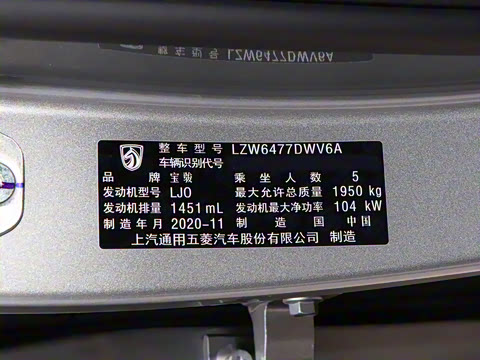 整车型号 LZW6477DWV6A
车辆识别代号
品牌 宝骏 乘坐人数 5
发动机型号 LJO 最大允许总质量 1950 kg
发动机排量 1451 mL 发动机最大净功率 104 kW
制造年月 2020-11 制造国 中国
上汽通用五菱汽车股份有限公司 制造